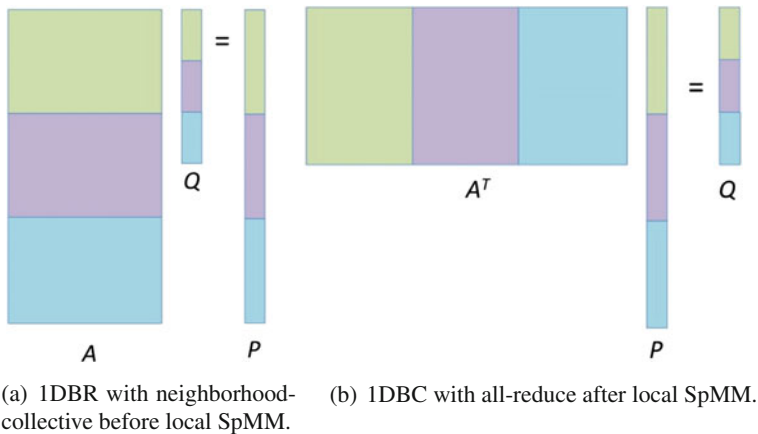 =
Q
A
P
(a) 1DBR with neighborhood-
collective before local SpMM.
=
A^T
Q
P
(b) 1DBC with all-reduce after local SpMM.